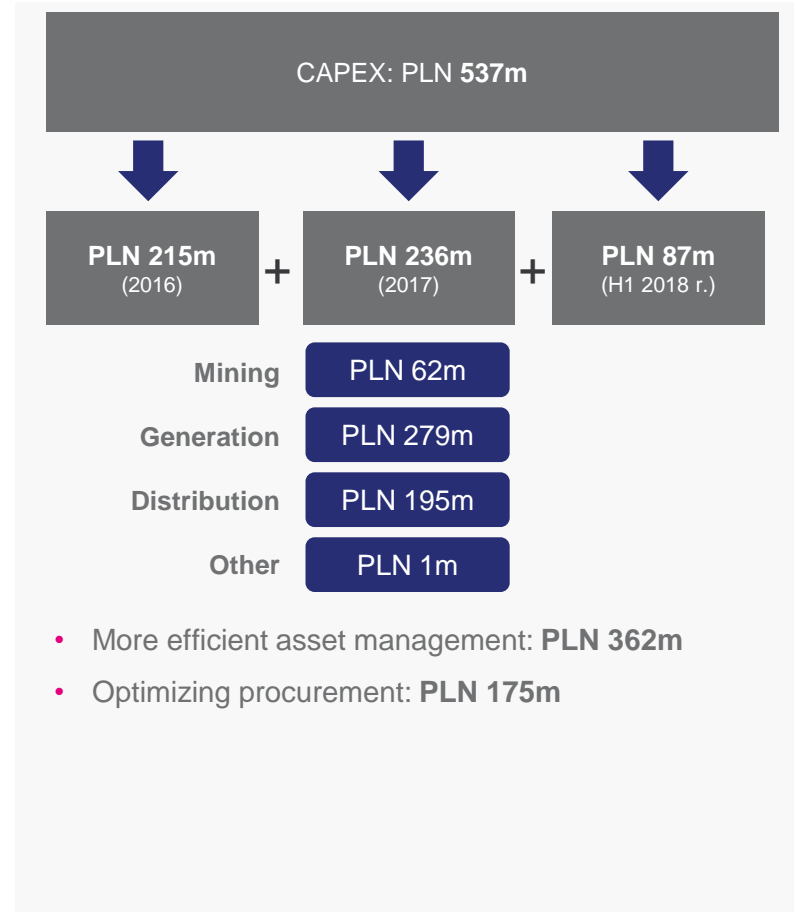 CAPEX: PLN 537m
PLN 215m
(2016)
+
PLN 236m
(2017)
+
PLN 87m
(H1 2018 r.)
Mining PLN 62m
Generation PLN 279m
Distribution PLN 195m
Other PLN 1m
• More efficient asset management: PLN 362m
• Optimizing procurement: PLN 175m